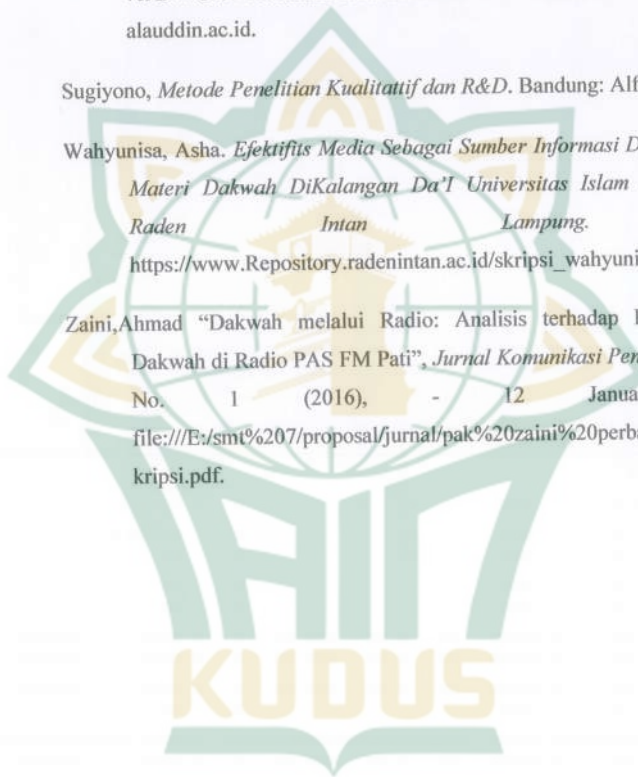 alauddin.ac.id.
Sugiyono, Metode Penelitian Kualitattif dan R&D. Bandung: Alf
Wahyunisa, Asha. Efektifits Media Sebagai Sumber Informasi D
Materi Dakwah DiKalangan Da'I Universitas Islam
Raden Intan Lampung.
https://www.Repository.radenintan.ac.id/skripsi_wahyuni
Zaini,Ahmad “Dakwah melalui Radio: Analisis terhadap
Dakwah di Radio PAS FM Pati”, Jurnal Komunikasi Pen
No. 1 (2016), - 12 Janua
file:///E:/smt%207/proposal/jurnal/pak%20zaini%20perba
kripsi.pdf.
IAIN
KUDUS